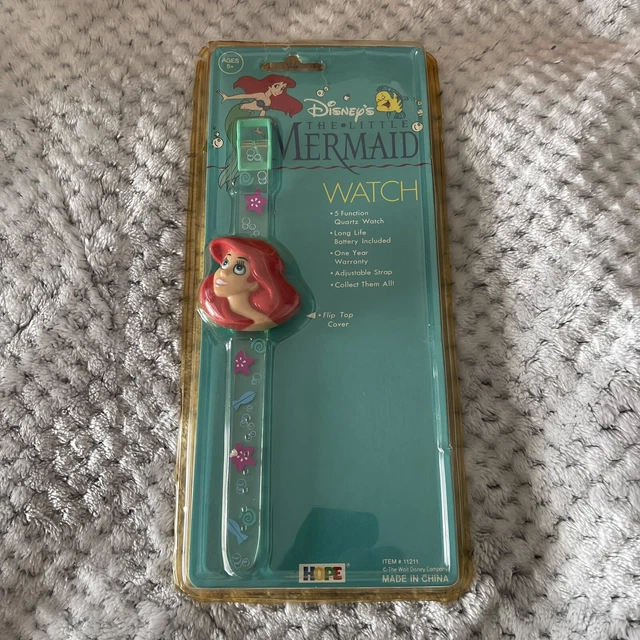 AGES
5+
Disney's
THE • LITTLE
MERMAID
WATCH
• 5 Function
Quartz Watch
• Long Life
Battery Included
• One Year
Warranty
• Adjustable Strap
• Collect Them All!
◄ • Flip Top
Cover
HOPE
ITEM # 11211
© The Walt Disney Company
MADE IN CHINA